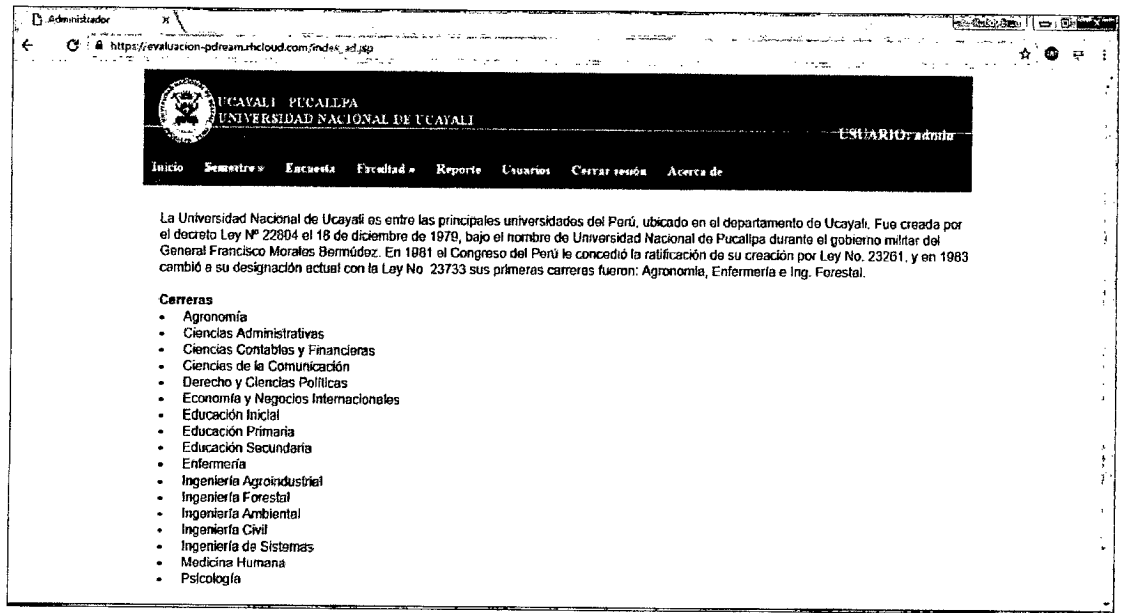 Administrador
https://evaluacion-pdream.rhcloud.com/index_ad.jsp
UCAYALI PUCALLPA
UNIVERSIDAD NACIONAL DE UCAYALI
USUARIO: admin
Inicio Semestre » Encuesta Facultad » Reporte Usuarios Cerrar sesión Acerca de
La Universidad Nacional de Ucayali es entre las principales universidades del Perú, ubicado en el departamento de Ucayali. Fue creada por
el decreto Ley Nº 22804 el 18 de diciembre de 1979, bajo el nombre de Universidad Nacional de Pucallpa durante el gobierno militar del
General Francisco Morales Bermúdez. En 1981 el Congreso del Perú le concedió la ratificación de su creación por Ley No. 23261, y en 1983
cambió a su designación actual con la Ley No 23733 sus primeras carreras fueron: Agronomía, Enfermería e Ing. Forestal.
Carreras
• Agronomía
• Ciencias Administrativas
• Ciencias Contables y Financieras
• Ciencias de la Comunicación
• Derecho y Ciencias Políticas
• Economía y Negocios Internacionales
• Educación Inicial
• Educación Primaria
• Educación Secundaria
• Enfermería
• Ingeniería Agroindustrial
• Ingeniería Forestal
• Ingeniería Ambiental
• Ingeniería Civil
• Ingeniería de Sistemas
• Medicina Humana
• Psicología